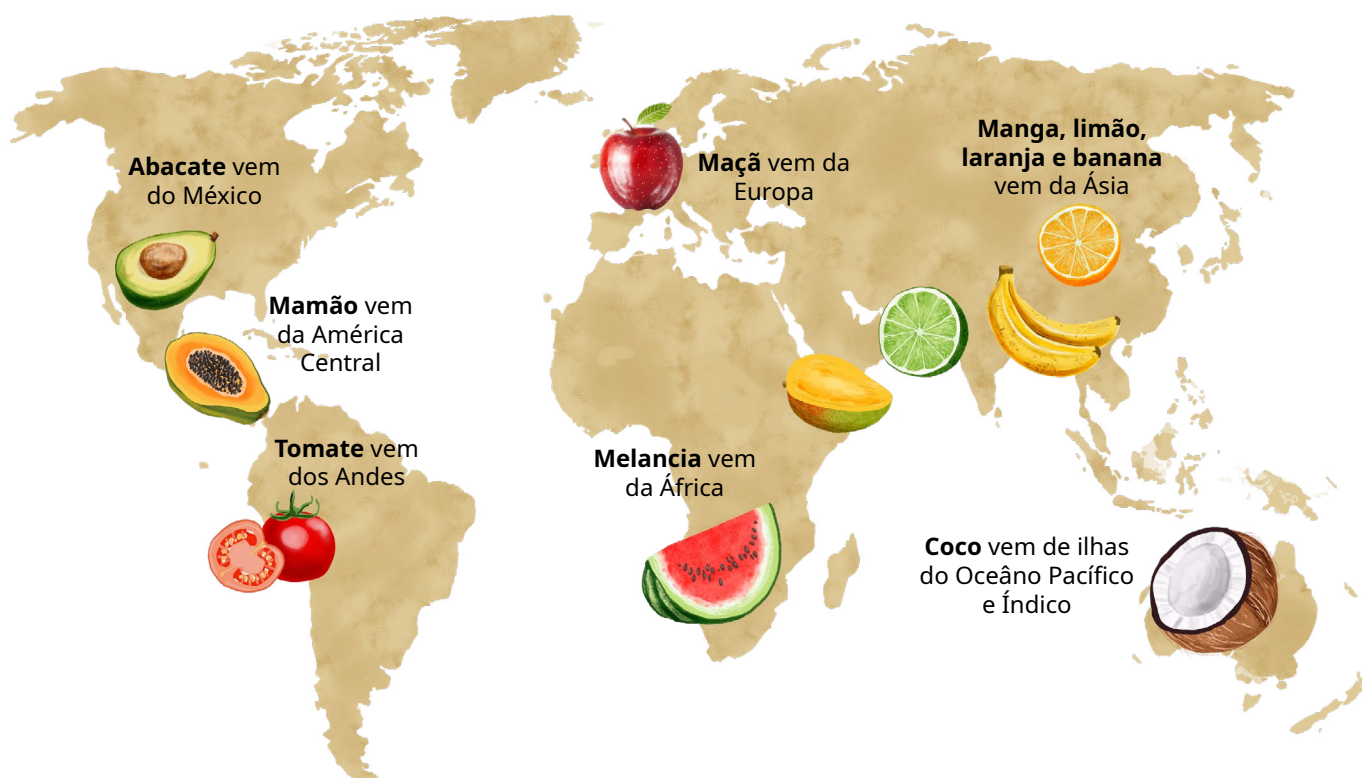 Abacate vem
do México
Mamão vem
da América
Central
Tomate vem
dos Andes
Maçã vem da
Europa
Melancia vem
da África
Manga, limão,
laranja e banana
vem da Ásia
Coco vem de ilhas
do Oceâno Pacífico
e Índico